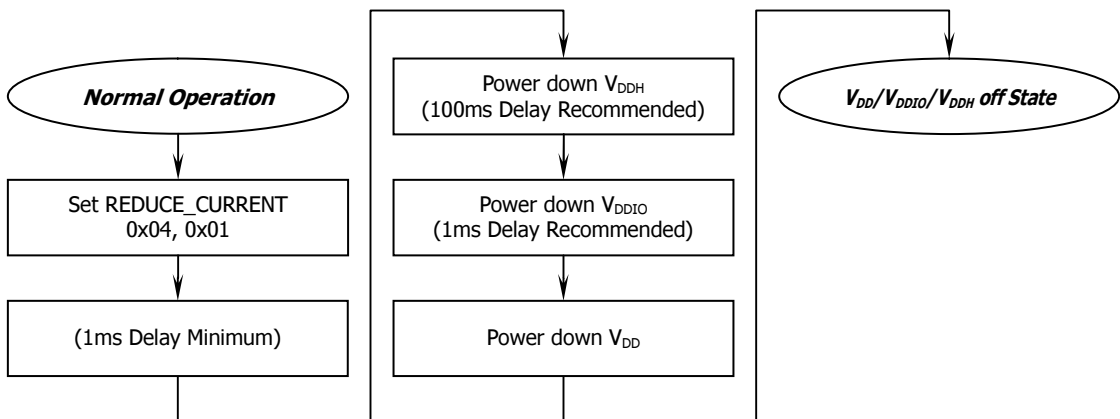 Normal Operation
Set REDUCE_CURRENT
0x04, 0x01
(1ms Delay Minimum)
Power down VDDH
(100ms Delay Recommended)
Power down VDDIO
(1ms Delay Recommended)
Power down VDD
VDD/VDDIO/VDDH off State